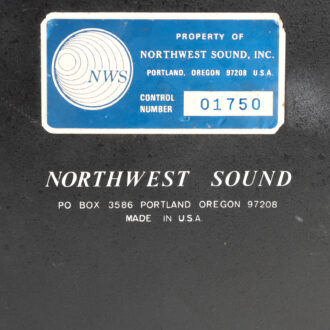 PROPERTY OF
NORTHWEST SOUND, INC.
PORTLAND, OREGON 97208 U.S.A.
NWS
CONTROL
NUMBER
01750
NORTHWEST SOUND
PO BOX 3586 PORTLAND OREGON 97208
MADE IN U.S.A.